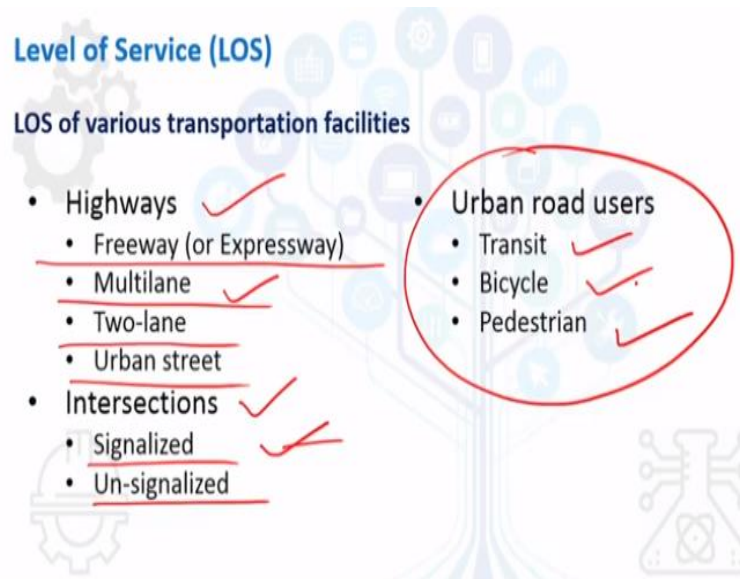 Level of Service (LOS)
LOS of various transportation facilities
• Highways
• Freeway (or Expressway)
• Multilane
• Two-lane
• Urban street
• Intersections
• Signalized
• Un-signalized
• Urban road users
• Transit
• Bicycle
• Pedestrian